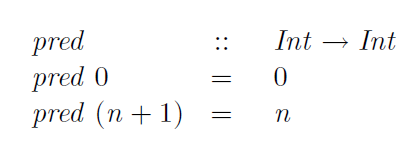 pred :: Int → Int
pred 0 = 0
pred (n + 1) = n